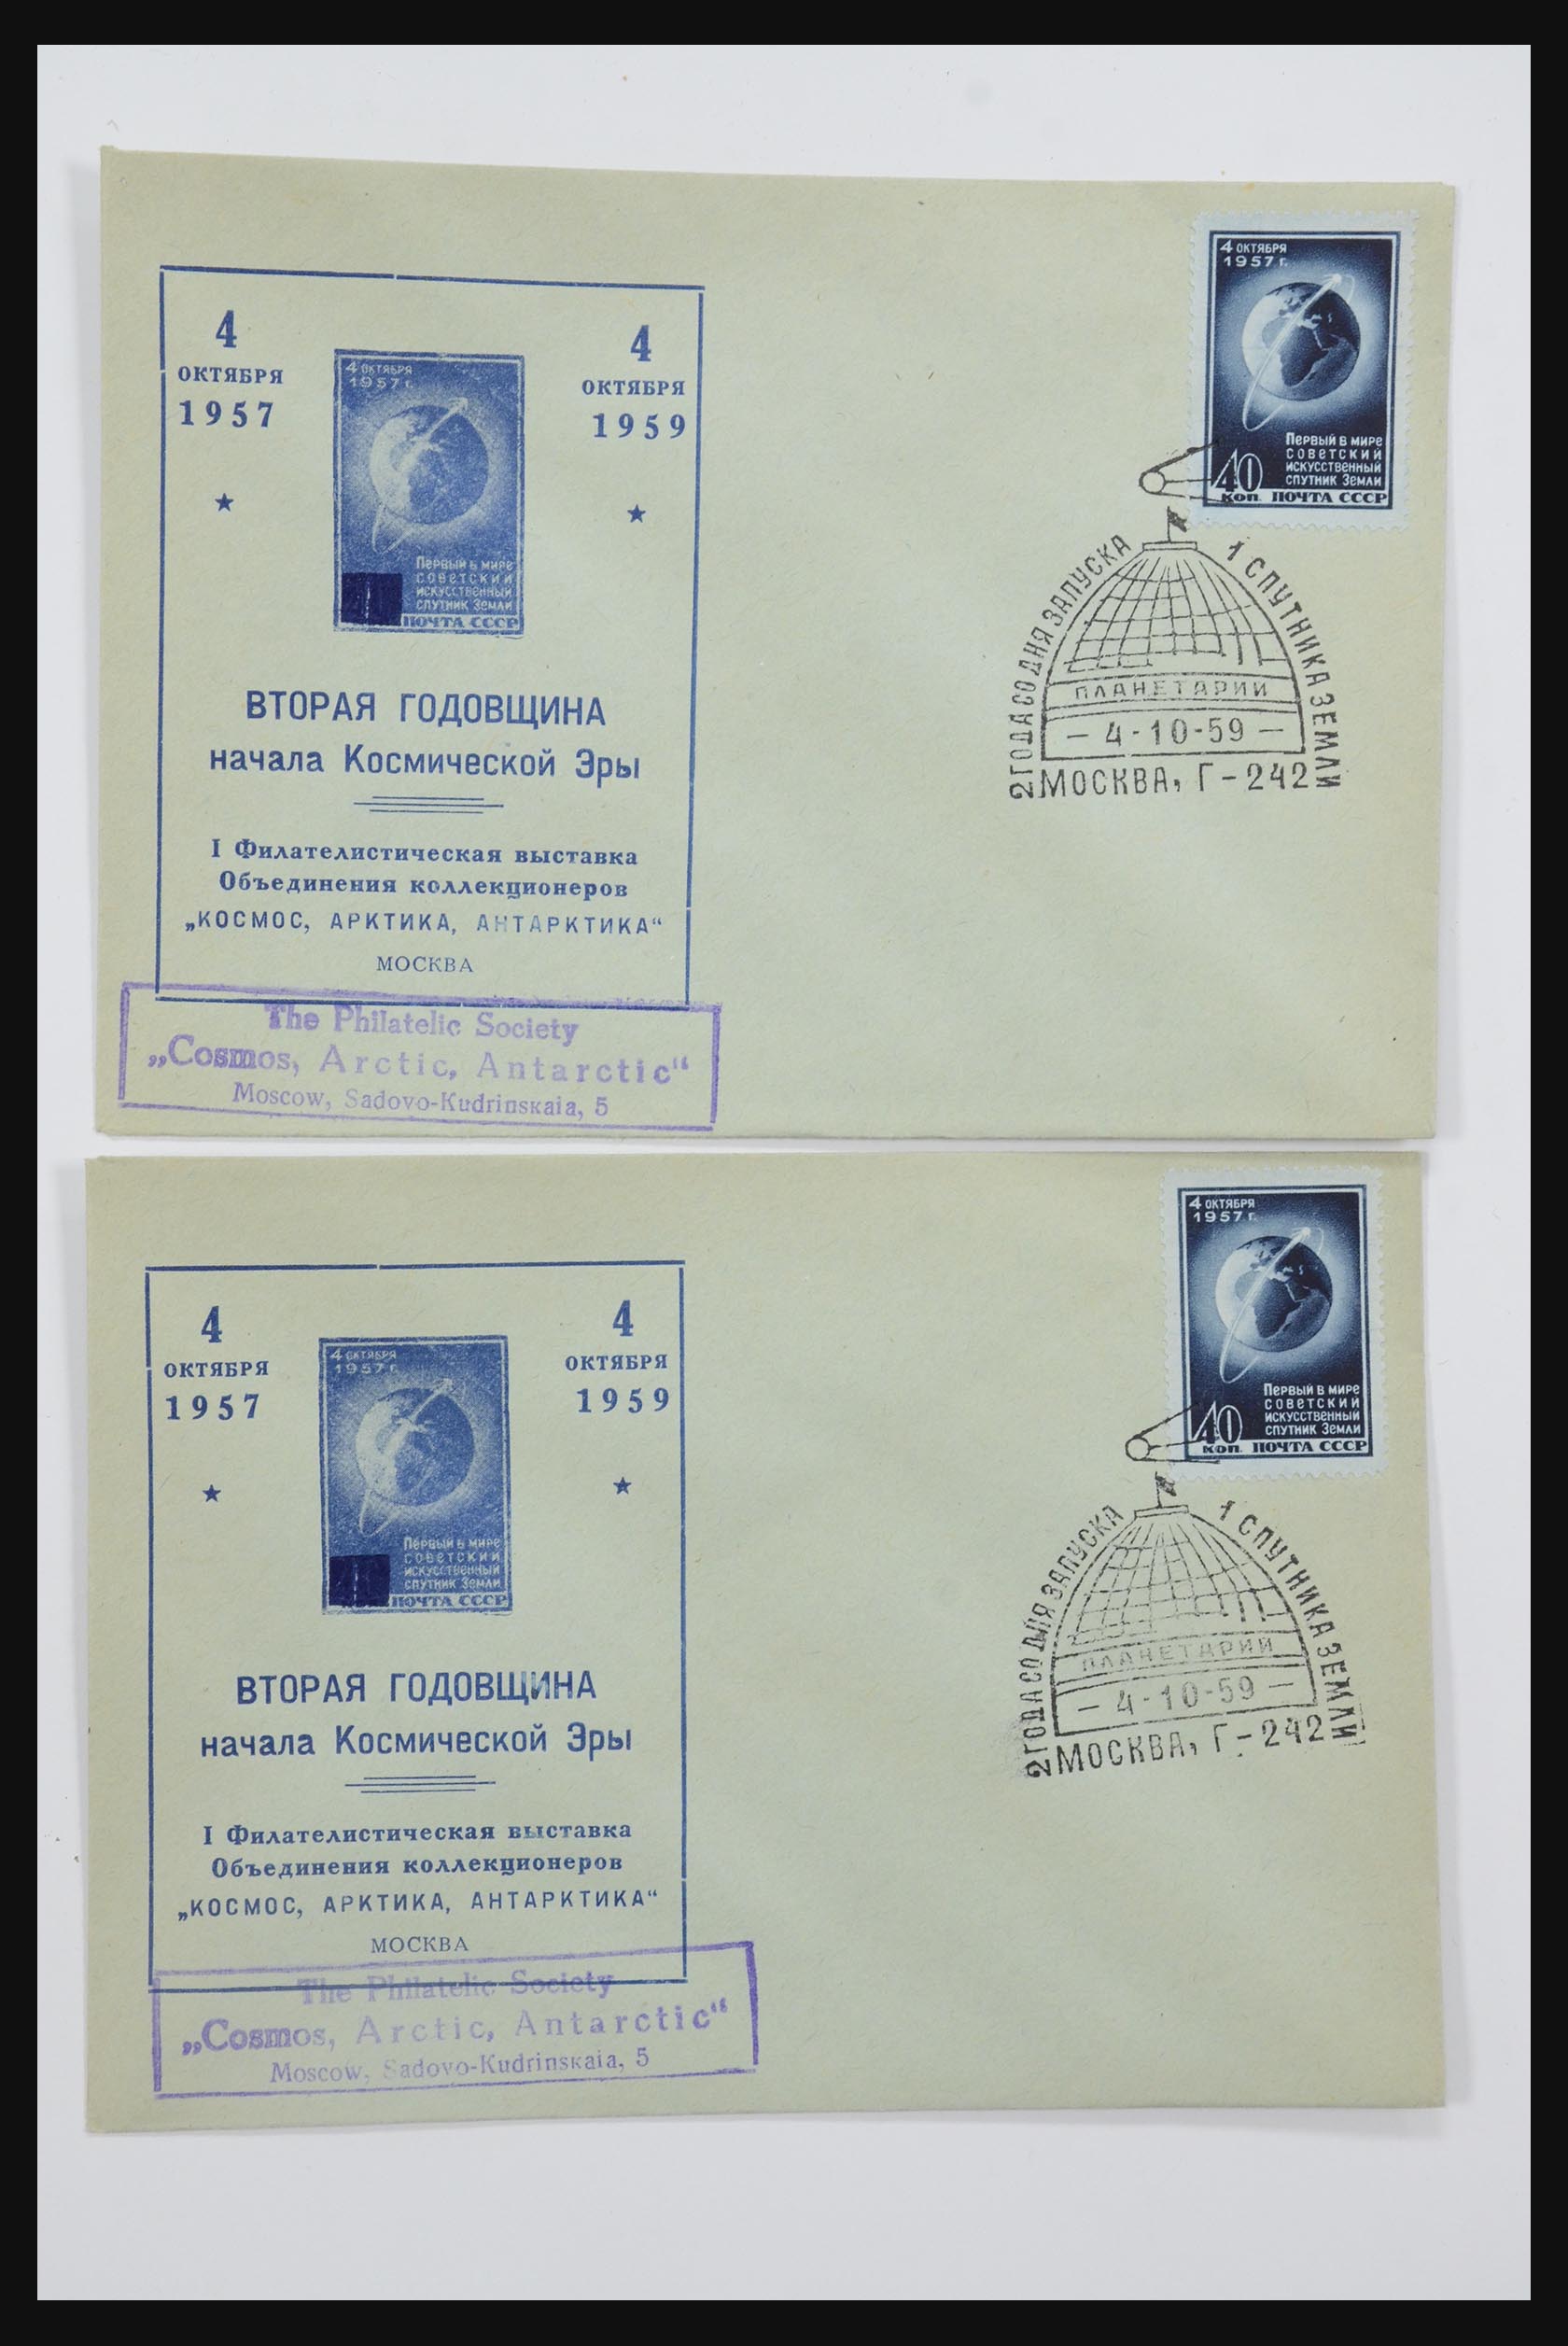 4
ОКТЯБРЯ
1957
4
ОКТЯБРЯ
1959
4 ОКТЯБРЯ
1957 г.
Первый в мире
советский
искусственный
спутник Земли
ПОЧТА СССР
ВТОРАЯ ГОДОВЩИНА
начала Космической Эры
I Филателистическая выставка
Объединения коллекционеров
„КОСМОС, АРКТИКА, АНТАРКТИКА“
МОСКВА
The Philatelic Society
„Cosmos, Arctic, Antarctic“
Moscow, Sadovo-Kudrinsкaia, 5
4 ОКТЯБРЯ
1957 г.
Первый в мире
советский
искусственный
спутник Земли
40
КОП. ПОЧТА СССР
2 ГОДА СО ДНЯ ЗАПУСКА 1 СПУТНИКА ЗЕМЛИ
ПЛАНЕТАРИЙ
– 4-10-59 –
МОСКВА, Г-242
4
ОКТЯБРЯ
1957
4
ОКТЯБРЯ
1959
4 ОКТЯБРЯ
1957 г.
Первый в мире
советский
искусственный
спутник Земли
ПОЧТА СССР
ВТОРАЯ ГОДОВЩИНА
начала Космической Эры
I Филателистическая выставка
Объединения коллекционеров
„КОСМОС, АРКТИКА, АНТАРКТИКА“
МОСКВА
The Philatelic Society
„Cosmos, Arctic, Antarctic“
Moscow, Sadovo-Kudrinsкaia, 5
4 ОКТЯБРЯ
1957 г.
Первый в мире
советский
искусственный
спутник Земли
40
КОП. ПОЧТА СССР
2 ГОДА СО ДНЯ ЗАПУСКА 1 СПУТНИКА ЗЕМЛИ
ПЛАНЕТАРИЙ
– 4-10-59 –
МОСКВА, Г-242